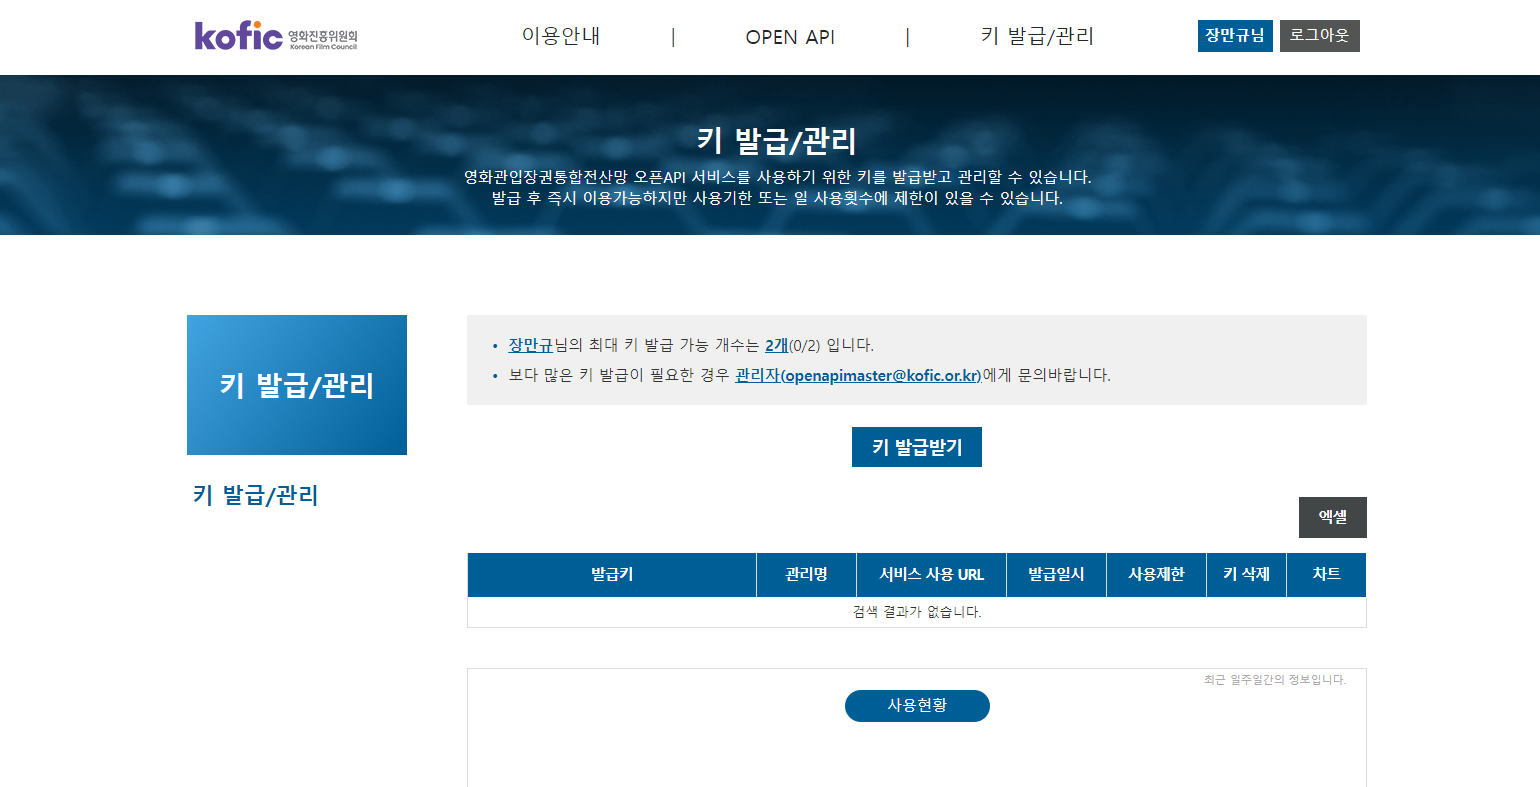 kofic 영화진흥위원회
Korean Film Council
이용안내 | OPEN API | 키 발급/관리
장만규님 로그아웃
키 발급/관리
영화관입장권통합전산망 오픈API 서비스를 사용하기 위한 키를 발급받고 관리할 수 있습니다.
발급 후 즉시 이용가능하지만 사용기한 또는 일 사용횟수에 제한이 있을 수 있습니다.
키 발급/관리
키 발급/관리
• 장만규님의 최대 키 발급 가능 개수는 2개(0/2) 입니다.
• 보다 많은 키 발급이 필요한 경우 관리자(openapimaster@kofic.or.kr)에게 문의바랍니다.
키 발급받기
엑셀
발급키 관리명 서비스 사용 URL 발급일시 사용제한 키 삭제 차트
검색 결과가 없습니다.
최근 일주일간의 정보입니다.
사용현황